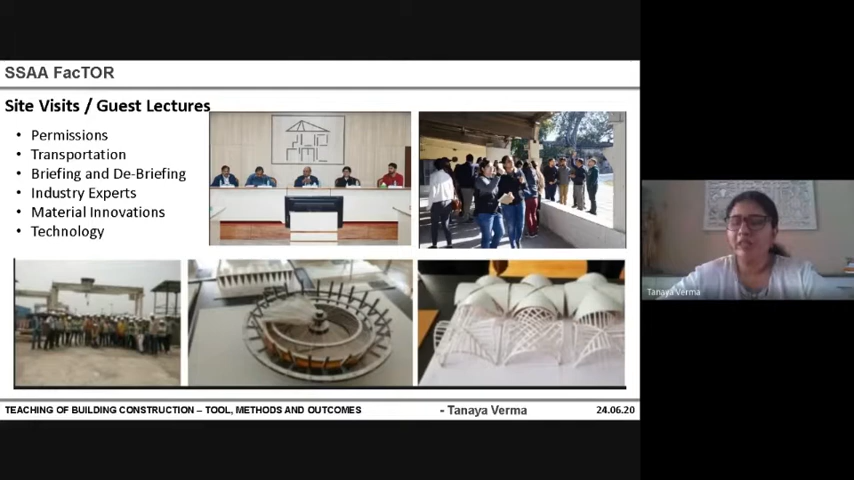 SSAA FacTOR
Site Visits / Guest Lectures
• Permissions
• Transportation
• Briefing and De-Briefing
• Industry Experts
• Material Innovations
• Technology
Tanaya Verma
TEACHING OF BUILDING CONSTRUCTION – TOOL, METHODS AND OUTCOMES
- Tanaya Verma
24.06.20